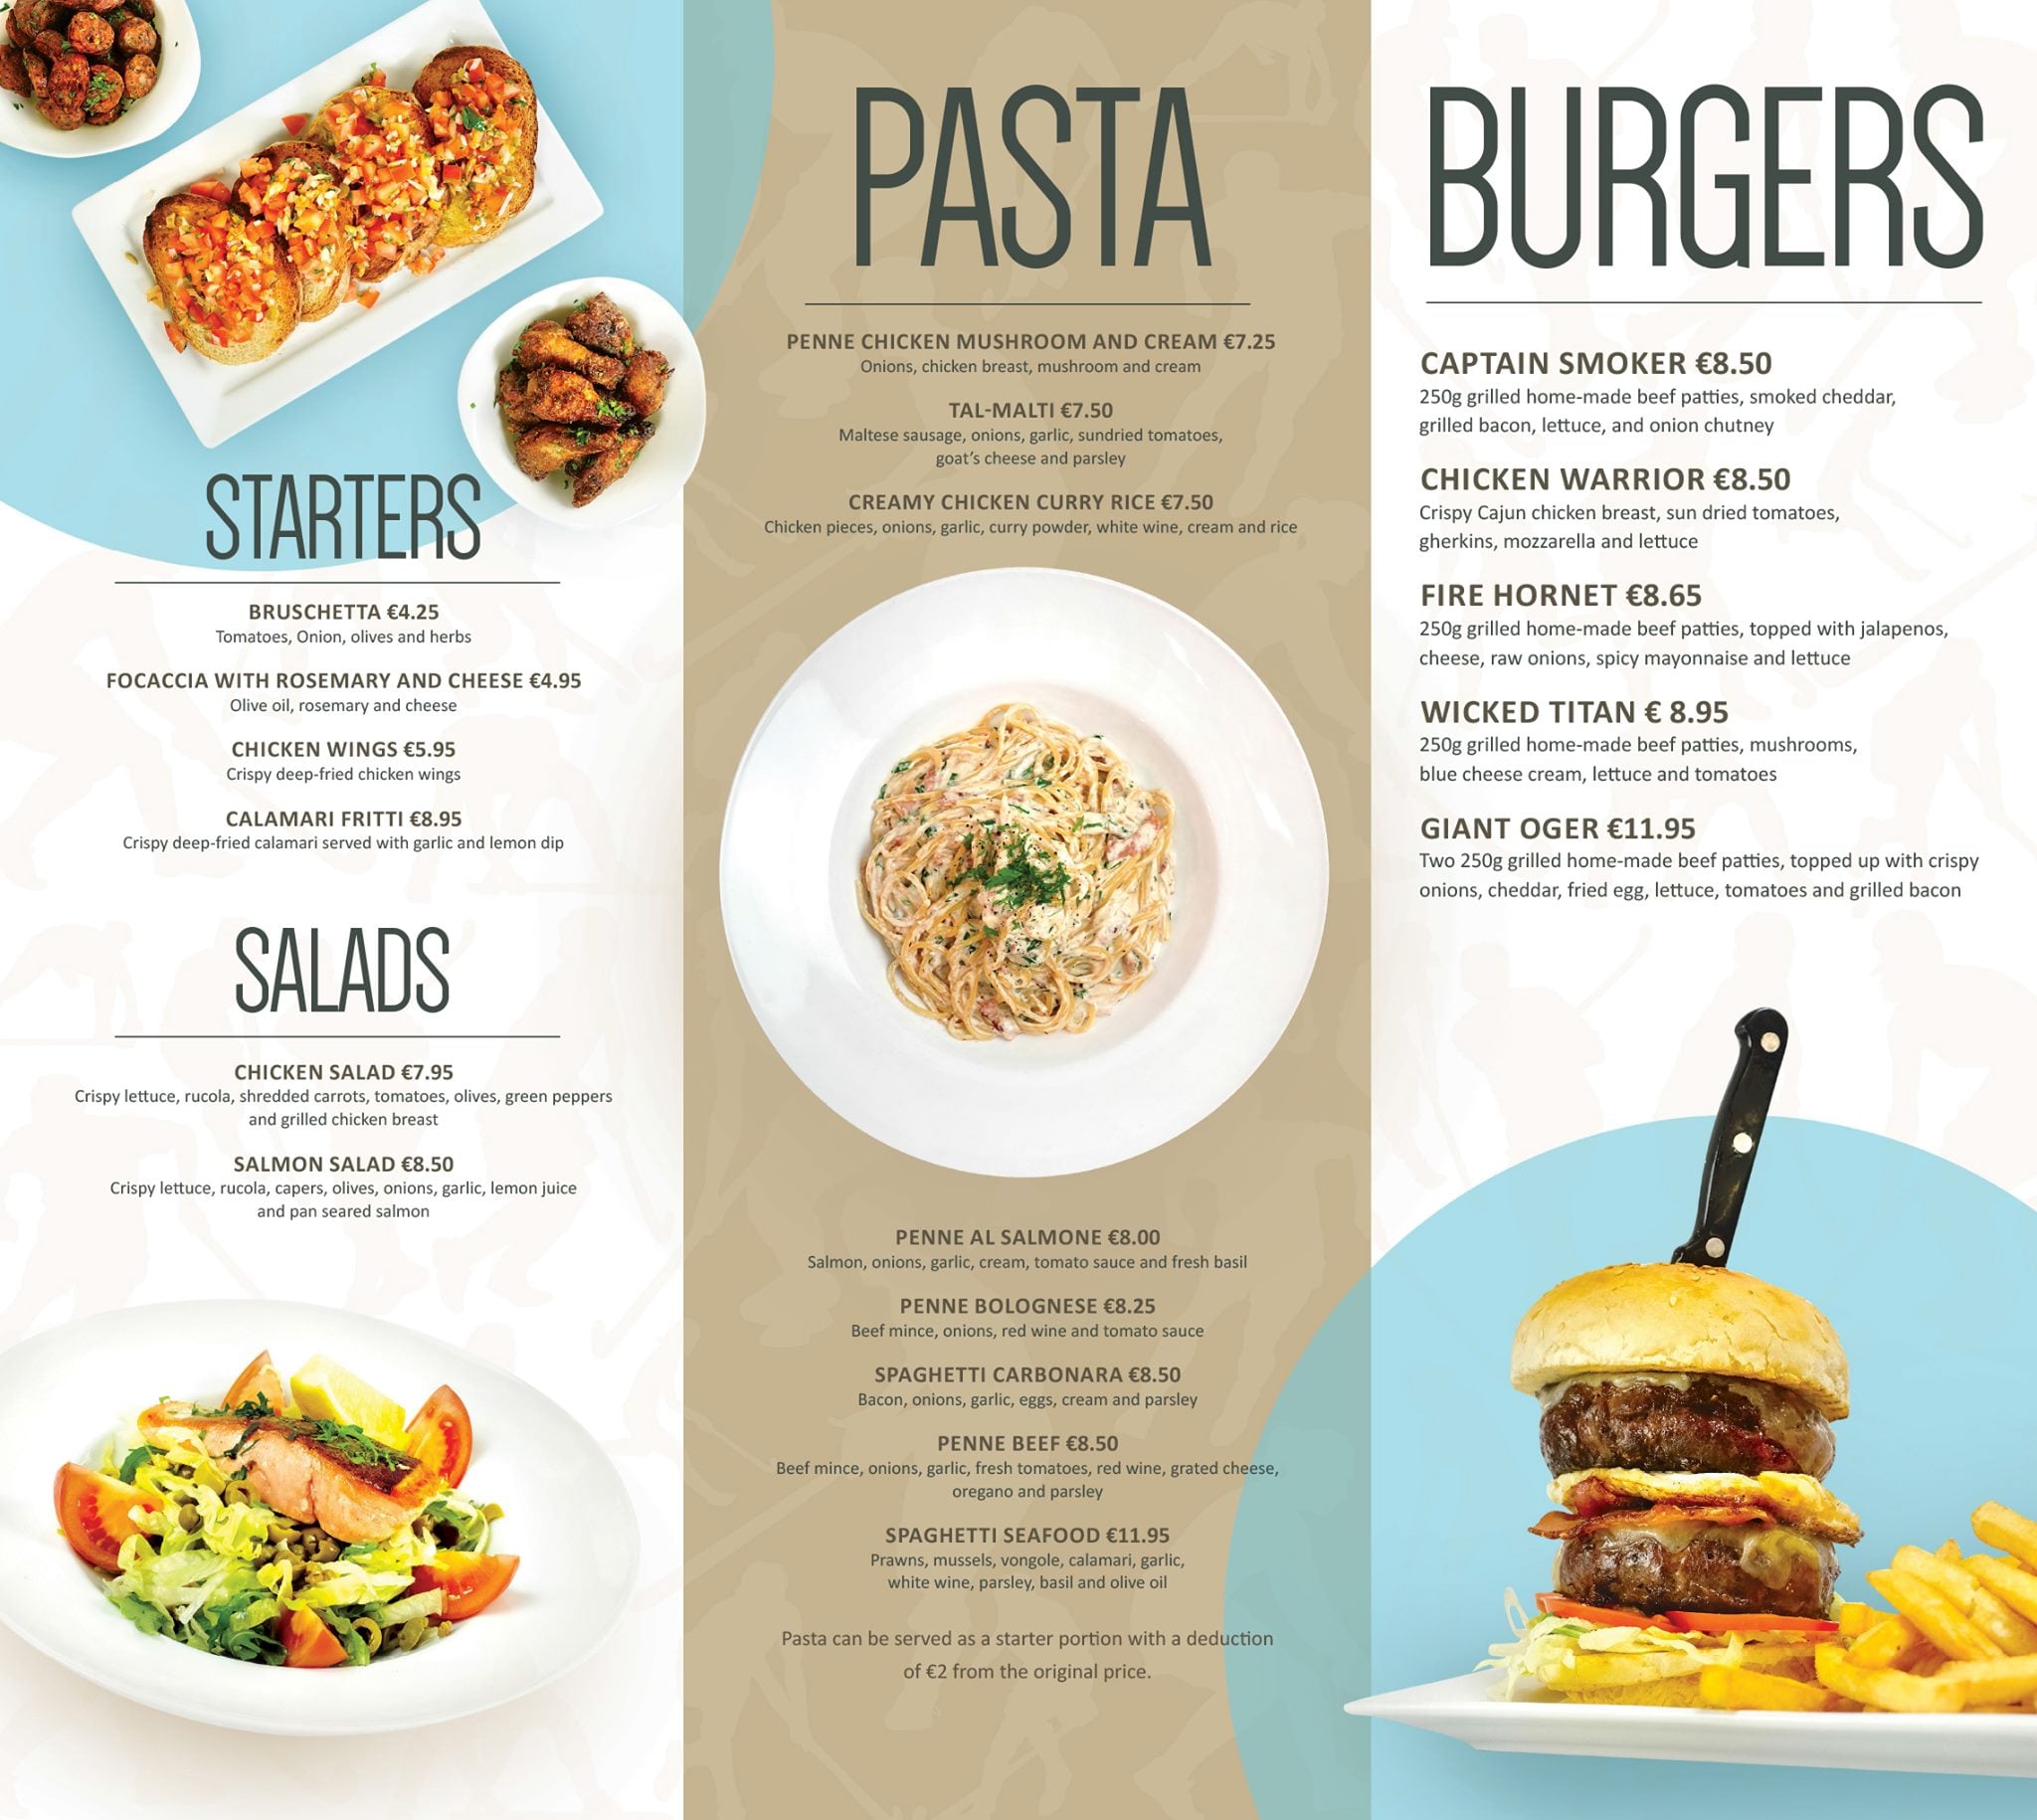 STARTERS
BRUSCHETTA €4.25
Tomatoes, Onion, olives and herbs
FOCACCIA WITH ROSEMARY AND CHEESE €4.95
Olive oil, rosemary and cheese
CHICKEN WINGS €5.95
Crispy deep-fried chicken wings
CALAMARI FRITTI €8.95
Crispy deep-fried calamari served with garlic and lemon dip
SALADS
CHICKEN SALAD €7.95
Crispy lettuce, rucola, shredded carrots, tomatoes, olives, green peppers
and grilled chicken breast
SALMON SALAD €8.50
Crispy lettuce, rucola, capers, olives, onions, garlic, lemon juice
and pan seared salmon
PASTA
PENNE CHICKEN MUSHROOM AND CREAM €7.25
Onions, chicken breast, mushroom and cream
TAL-MALTI €7.50
Maltese sausage, onions, garlic, sundried tomatoes,
goat's cheese and parsley
CREAMY CHICKEN CURRY RICE €7.50
Chicken pieces, onions, garlic, curry powder, white wine, cream and rice
PENNE AL SALMONE €8.00
Salmon, onions, garlic, cream, tomato sauce and fresh basil
PENNE BOLOGNESE €8.25
Beef mince, onions, red wine and tomato sauce
SPAGHETTI CARBONARA €8.50
Bacon, onions, garlic, eggs, cream and parsley
PENNE BEEF €8.50
Beef mince, onions, garlic, fresh tomatoes, red wine, grated cheese,
oregano and parsley
SPAGHETTI SEAFOOD €11.95
Prawns, mussels, vongole, calamari, garlic,
white wine, parsley, basil and olive oil
Pasta can be served as a starter portion with a deduction
of €2 from the original price.
BURGERS
CAPTAIN SMOKER €8.50
250g grilled home-made beef patties, smoked cheddar,
grilled bacon, lettuce, and onion chutney
CHICKEN WARRIOR €8.50
Crispy Cajun chicken breast, sun dried tomatoes,
gherkins, mozzarella and lettuce
FIRE HORNET €8.65
250g grilled home-made beef patties, topped with jalapenos,
cheese, raw onions, spicy mayonnaise and lettuce
WICKED TITAN € 8.95
250g grilled home-made beef patties, mushrooms,
blue cheese cream, lettuce and tomatoes
GIANT OGER €11.95
Two 250g grilled home-made beef patties, topped up with crispy
onions, cheddar, fried egg, lettuce, tomatoes and grilled bacon